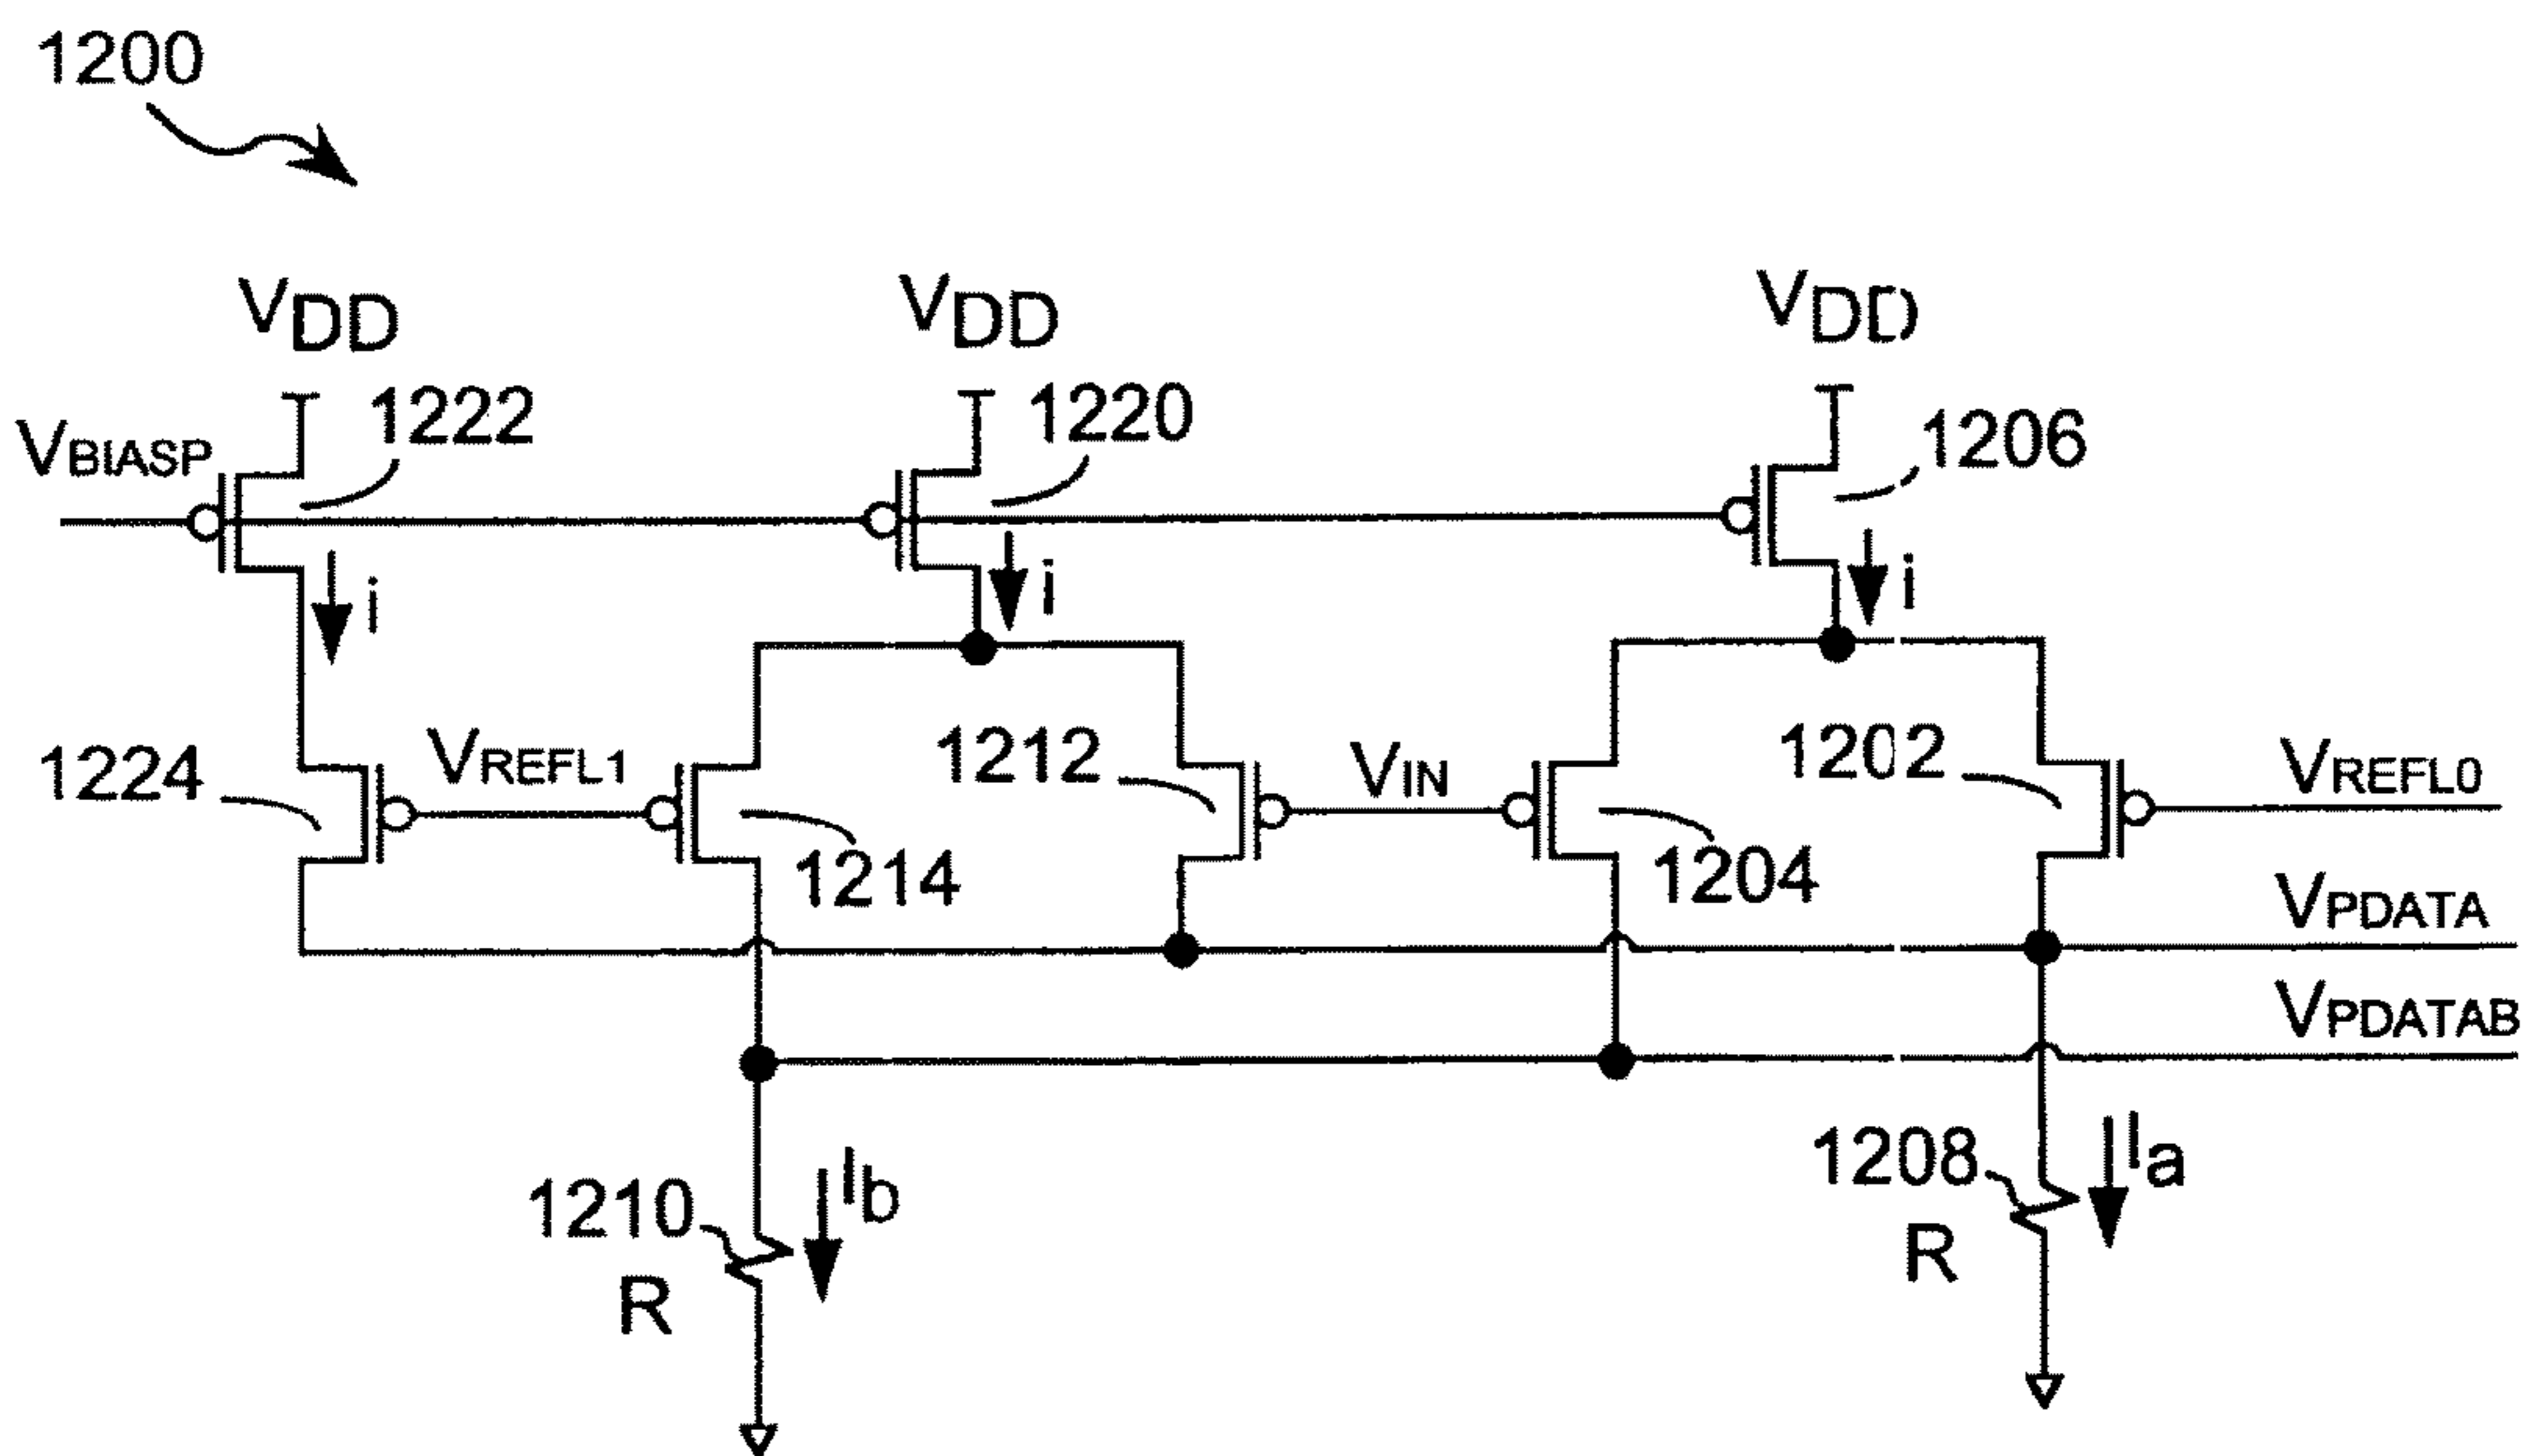 1200
VDD VDD VDD
1222 1220 1206
VBIASP
i i i
1224 VREFL1 1212 VIN 1202 VREFL0
1214 1204
VPDATA
VPDATAB
1210 Ib 1208 Ia
R R